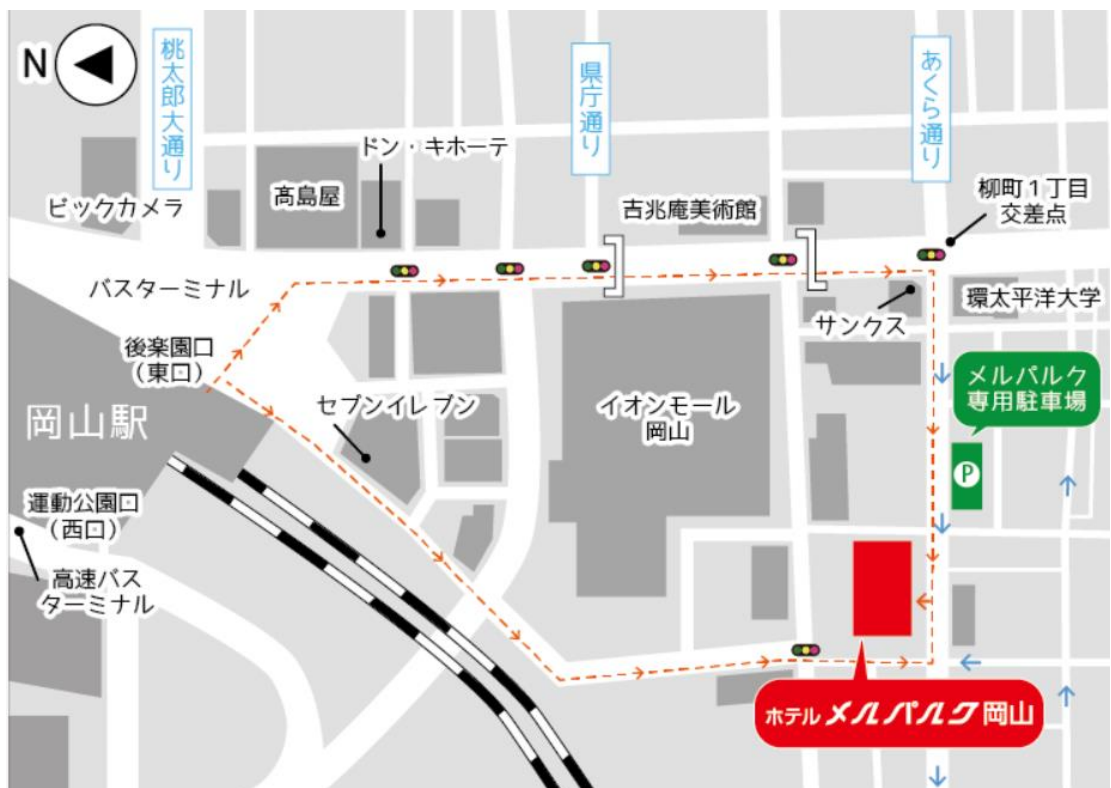 N
桃太郎大通り
県庁通り
あくら通り
ドン・キホーテ
髙島屋
ビックカメラ
吉兆庵美術館
柳町1丁目
交差点
バスターミナル
サンクス
環太平洋大学
後楽園口
(東口)
メルパルク
専用駐車場
岡山駅
セブンイレブン
イオンモール
岡山
P
運動公園口
(西口)
高速バス
ターミナル
ホテル メルパルク 岡山